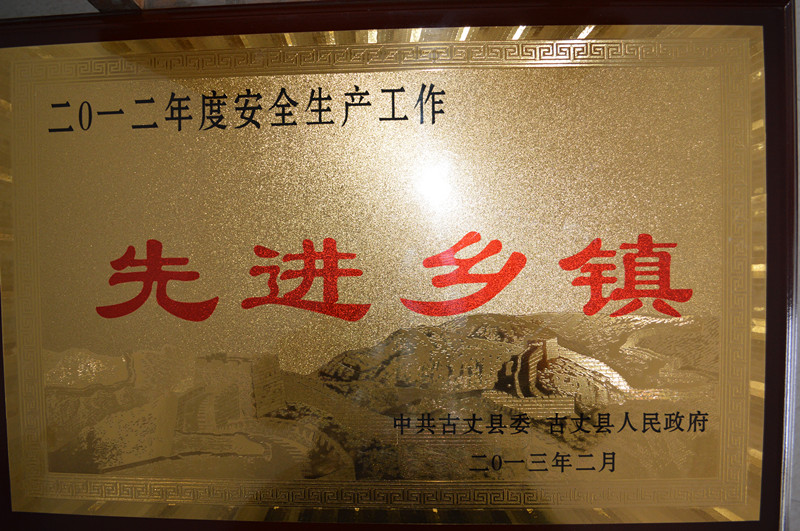 二0一二年度安全生产工作
先进乡镇
中共古丈县委 古丈县人民政府
二0一三年二月